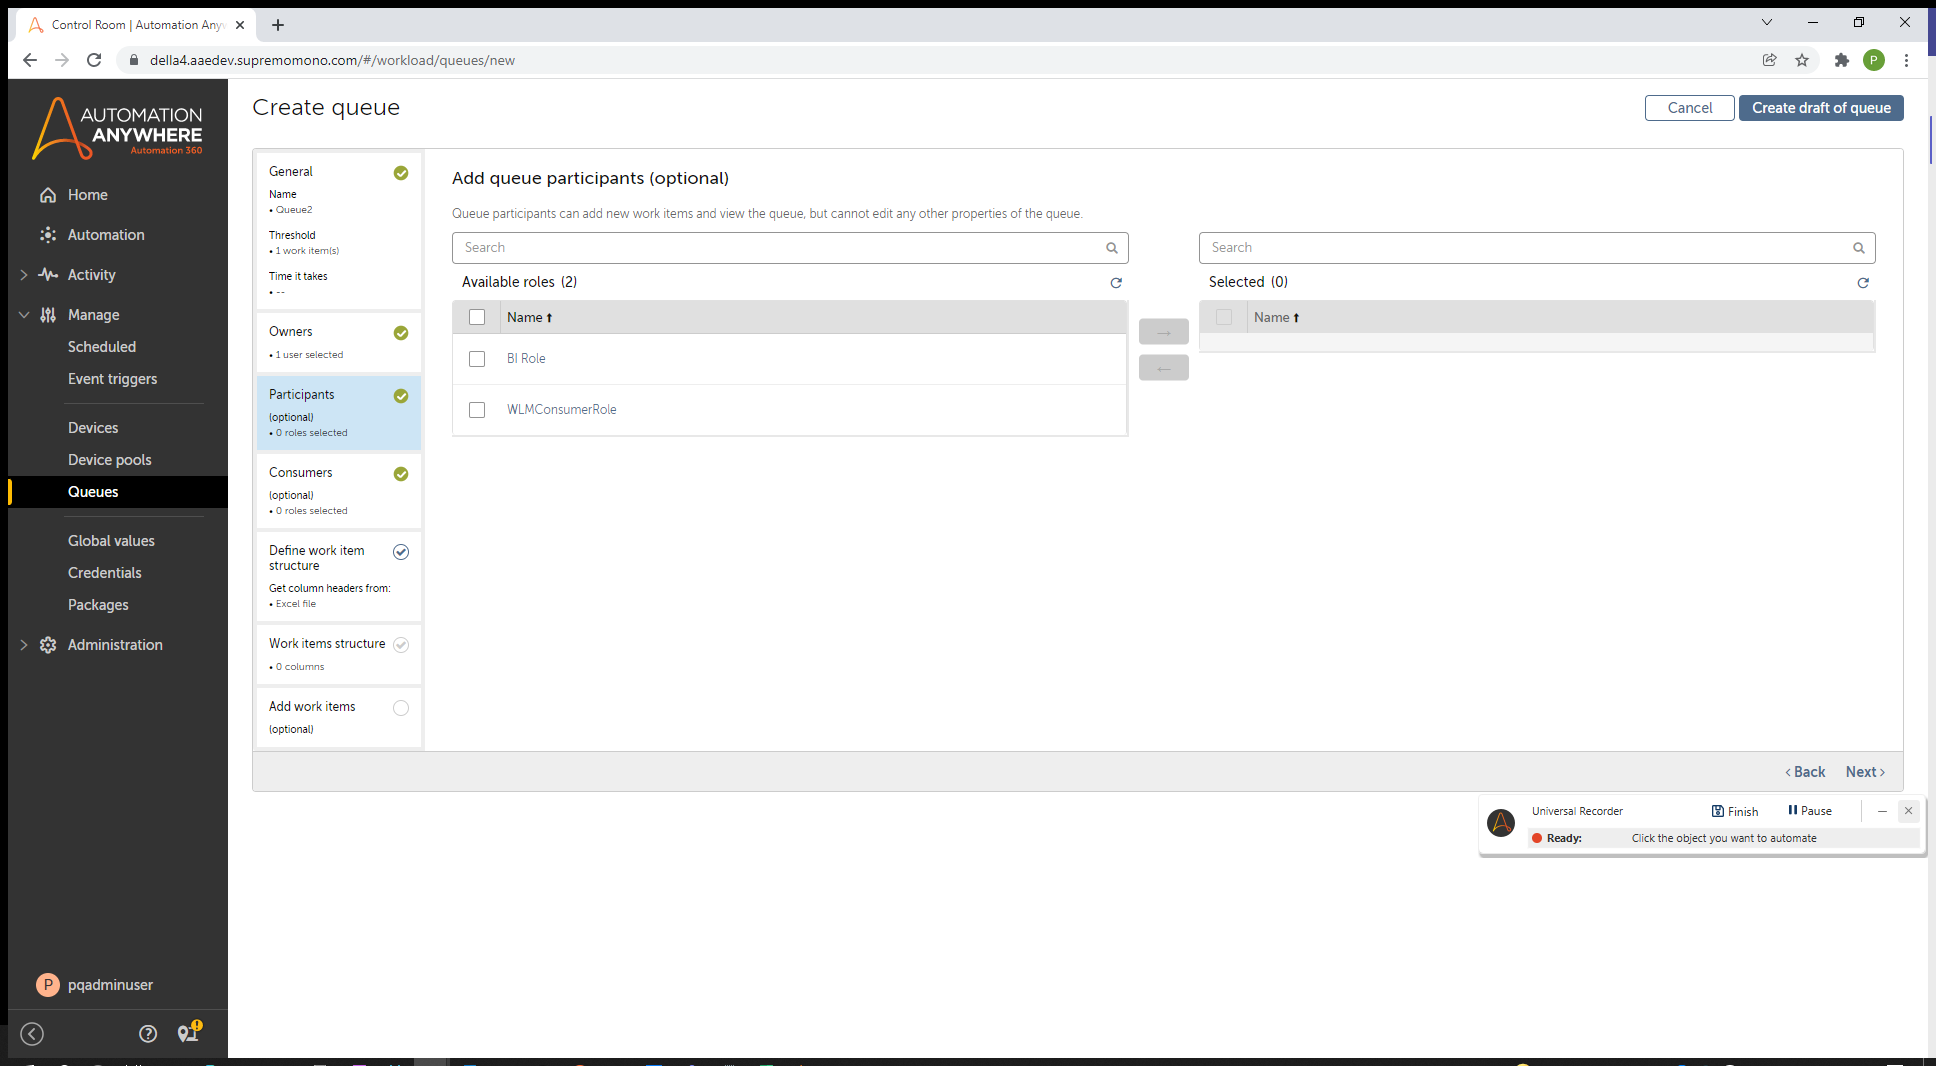 Control Room | Automation Any
della4.aaedev.supremomono.com/#/workload/queues/new
P
AUTOMATION
ANYWHERE
Automation 360
Home
Automation
Activity
Manage
Scheduled
Event triggers
Devices
Device pools
Queues
Global values
Credentials
Packages
Administration
P pqadminuser
Create queue
Cancel
Create draft of queue
General
Name
• Queue2
Threshold
• 1 work item(s)
Time it takes
• --
Owners
• 1 user selected
Participants
(optional)
• 0 roles selected
Consumers
(optional)
• 0 roles selected
Define work item
structure
Get column headers from:
• Excel file
Work items structure
• 0 columns
Add work items
(optional)
Add queue participants (optional)
Queue participants can add new work items and view the queue, but cannot edit any other properties of the queue.
Search
Available roles (2)
Name
BI Role
WLMConsumerRole
Search
Selected (0)
Name
Back
Next
Universal Recorder
Finish
Pause
Ready:
Click the object you want to automate